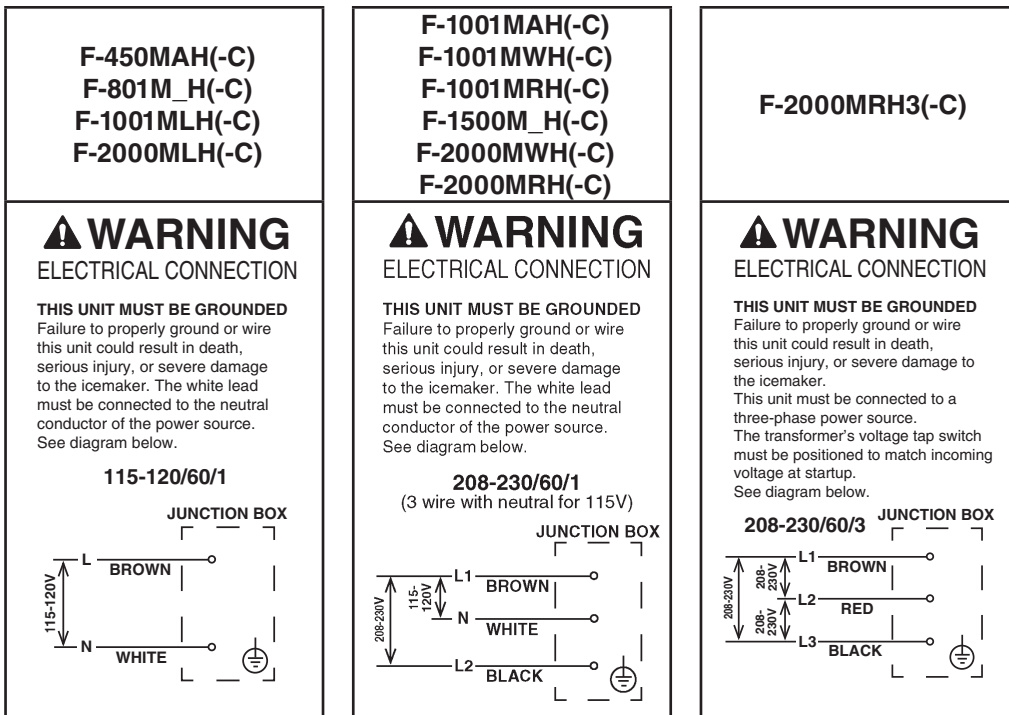 F-450MAH(-C)
F-801M_H(-C)
F-1001MLH(-C)
F-2000MLH(-C)
WARNING
ELECTRICAL CONNECTION
THIS UNIT MUST BE GROUNDED
Failure to properly ground or wire
this unit could result in death,
serious injury, or severe damage
to the icemaker. The white lead
must be connected to the neutral
conductor of the power source.
See diagram below.
115-120/60/1
JUNCTION BOX
L
BROWN
115-120V
N
WHITE
F-1001MAH(-C)
F-1001MWH(-C)
F-1001MRH(-C)
F-1500M_H(-C)
F-2000MWH(-C)
F-2000MRH(-C)
WARNING
ELECTRICAL CONNECTION
THIS UNIT MUST BE GROUNDED
Failure to properly ground or wire
this unit could result in death,
serious injury, or severe damage
to the icemaker. The white lead
must be connected to the neutral
conductor of the power source.
See diagram below.
208-230/60/1
(3 wire with neutral for 115V)
JUNCTION BOX
L1
BROWN
208-230V
115-
120V
N
WHITE
L2
BLACK
F-2000MRH3(-C)
WARNING
ELECTRICAL CONNECTION
THIS UNIT MUST BE GROUNDED
Failure to properly ground or wire
this unit could result in death,
serious injury, or severe damage to
the icemaker.
This unit must be connected to a
three-phase power source.
The transformer's voltage tap switch
must be positioned to match incoming
voltage at startup.
See diagram below.
208-230/60/3
JUNCTION BOX
L1
BROWN
208-230V
208-
230V
L2
RED
208-
230V
L3
BLACK